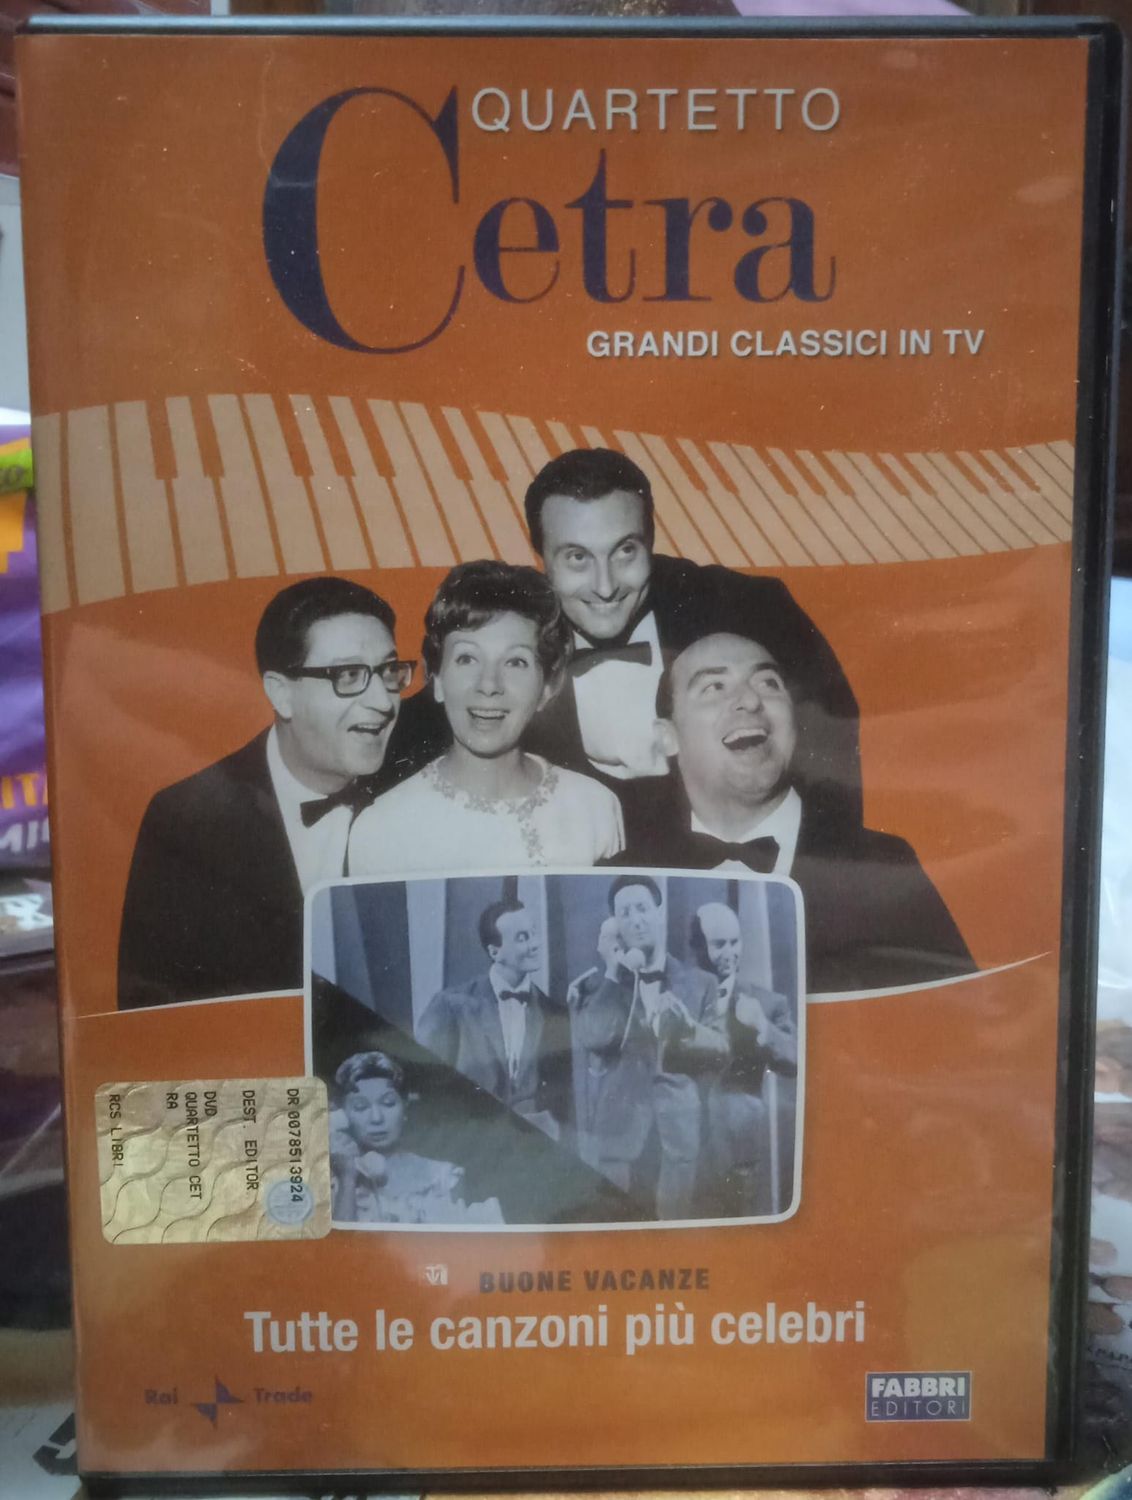 QUARTETTO
Cetra
GRANDI CLASSICI IN TV
DR 0078513924
DEST. EDITOR
DVD
QUARTETTO CET
RA
RCS LIBRI
BUONE VACANZE
Tutte le canzoni più celebri
Rai Trade
FABBRI
EDITORI